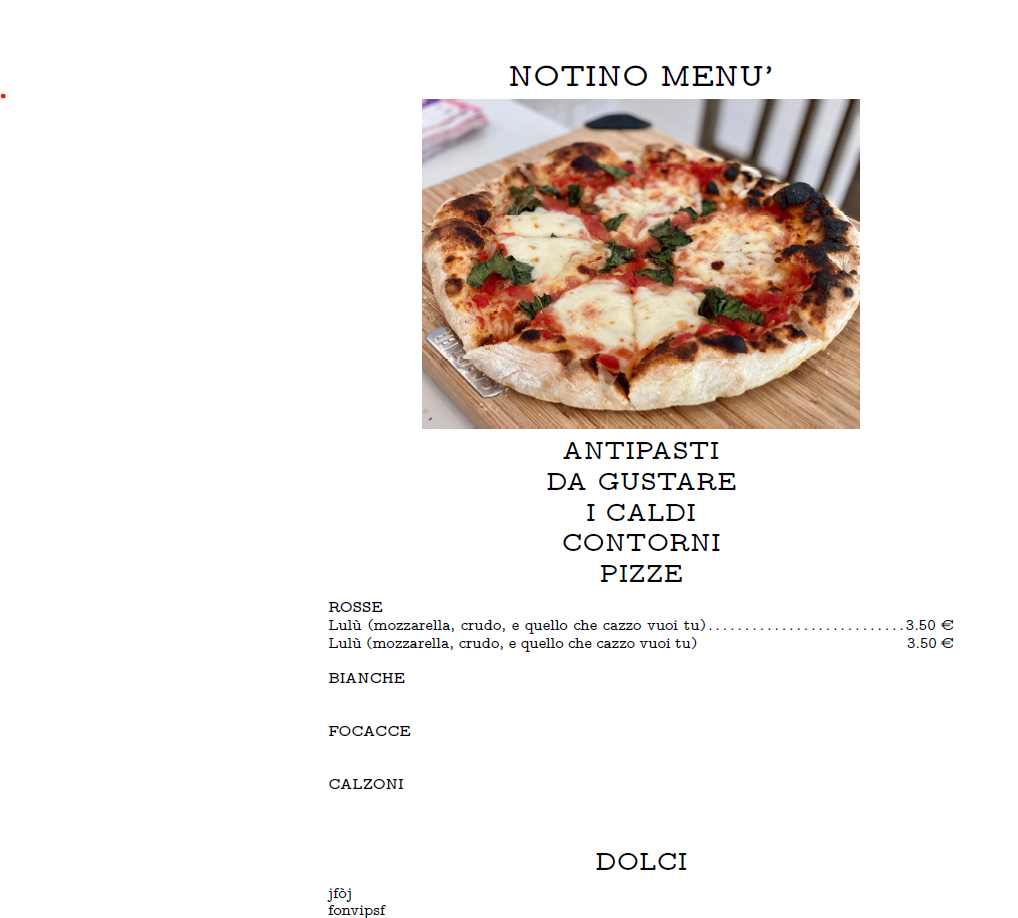 NOTINO MENU’
ANTIPASTI
DA GUSTARE
I CALDI
CONTORNI
PIZZE
ROSSE
Lulù (mozzarella, crudo, e quello che cazzo vuoi tu)...........................3.50 €
Lulù (mozzarella, crudo, e quello che cazzo vuoi tu) 3.50 €
BIANCHE
FOCACCE
CALZONI
DOLCI
jfòj
fonvipsf